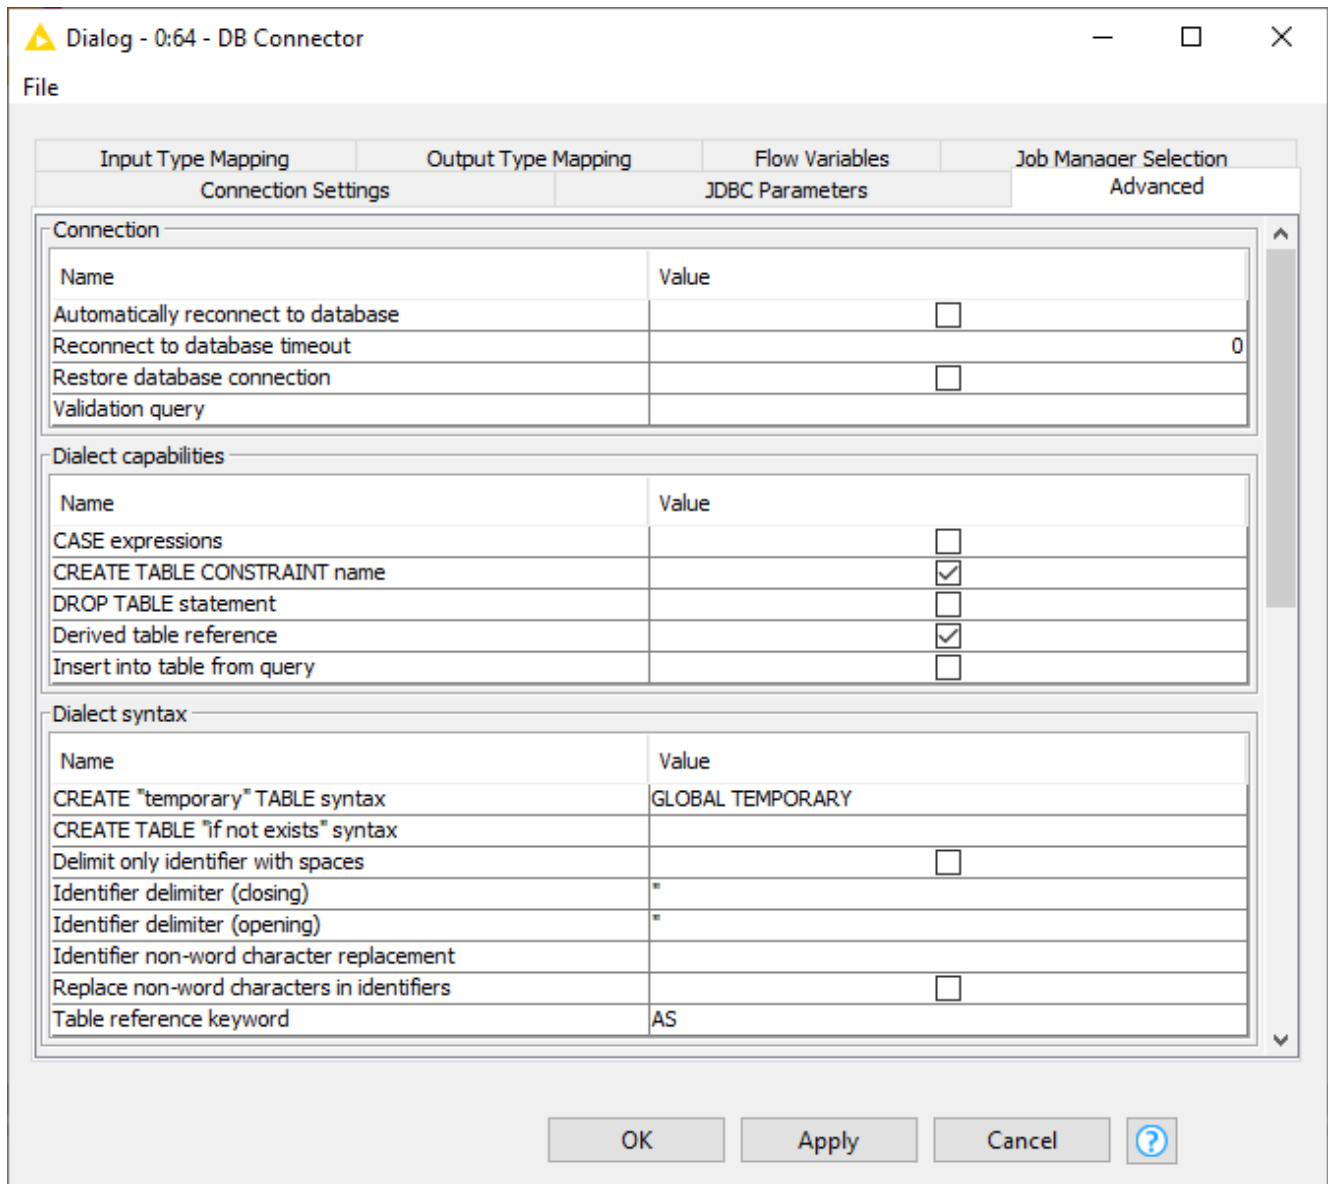 Dialog - 0:64 - DB Connector
File
Input Type Mapping Output Type Mapping Flow Variables Job Manager Selection
Connection Settings JDBC Parameters Advanced
Connection
Name Value
Automatically reconnect to database
Reconnect to database timeout 0
Restore database connection
Validation query
Dialect capabilities
Name Value
CASE expressions
CREATE TABLE CONSTRAINT name
DROP TABLE statement
Derived table reference
Insert into table from query
Dialect syntax
Name Value
CREATE "temporary" TABLE syntax GLOBAL TEMPORARY
CREATE TABLE "if not exists" syntax
Delimit only identifier with spaces
Identifier delimiter (closing) "
Identifier delimiter (opening) "
Identifier non-word character replacement
Replace non-word characters in identifiers
Table reference keyword AS
OK Apply Cancel ?